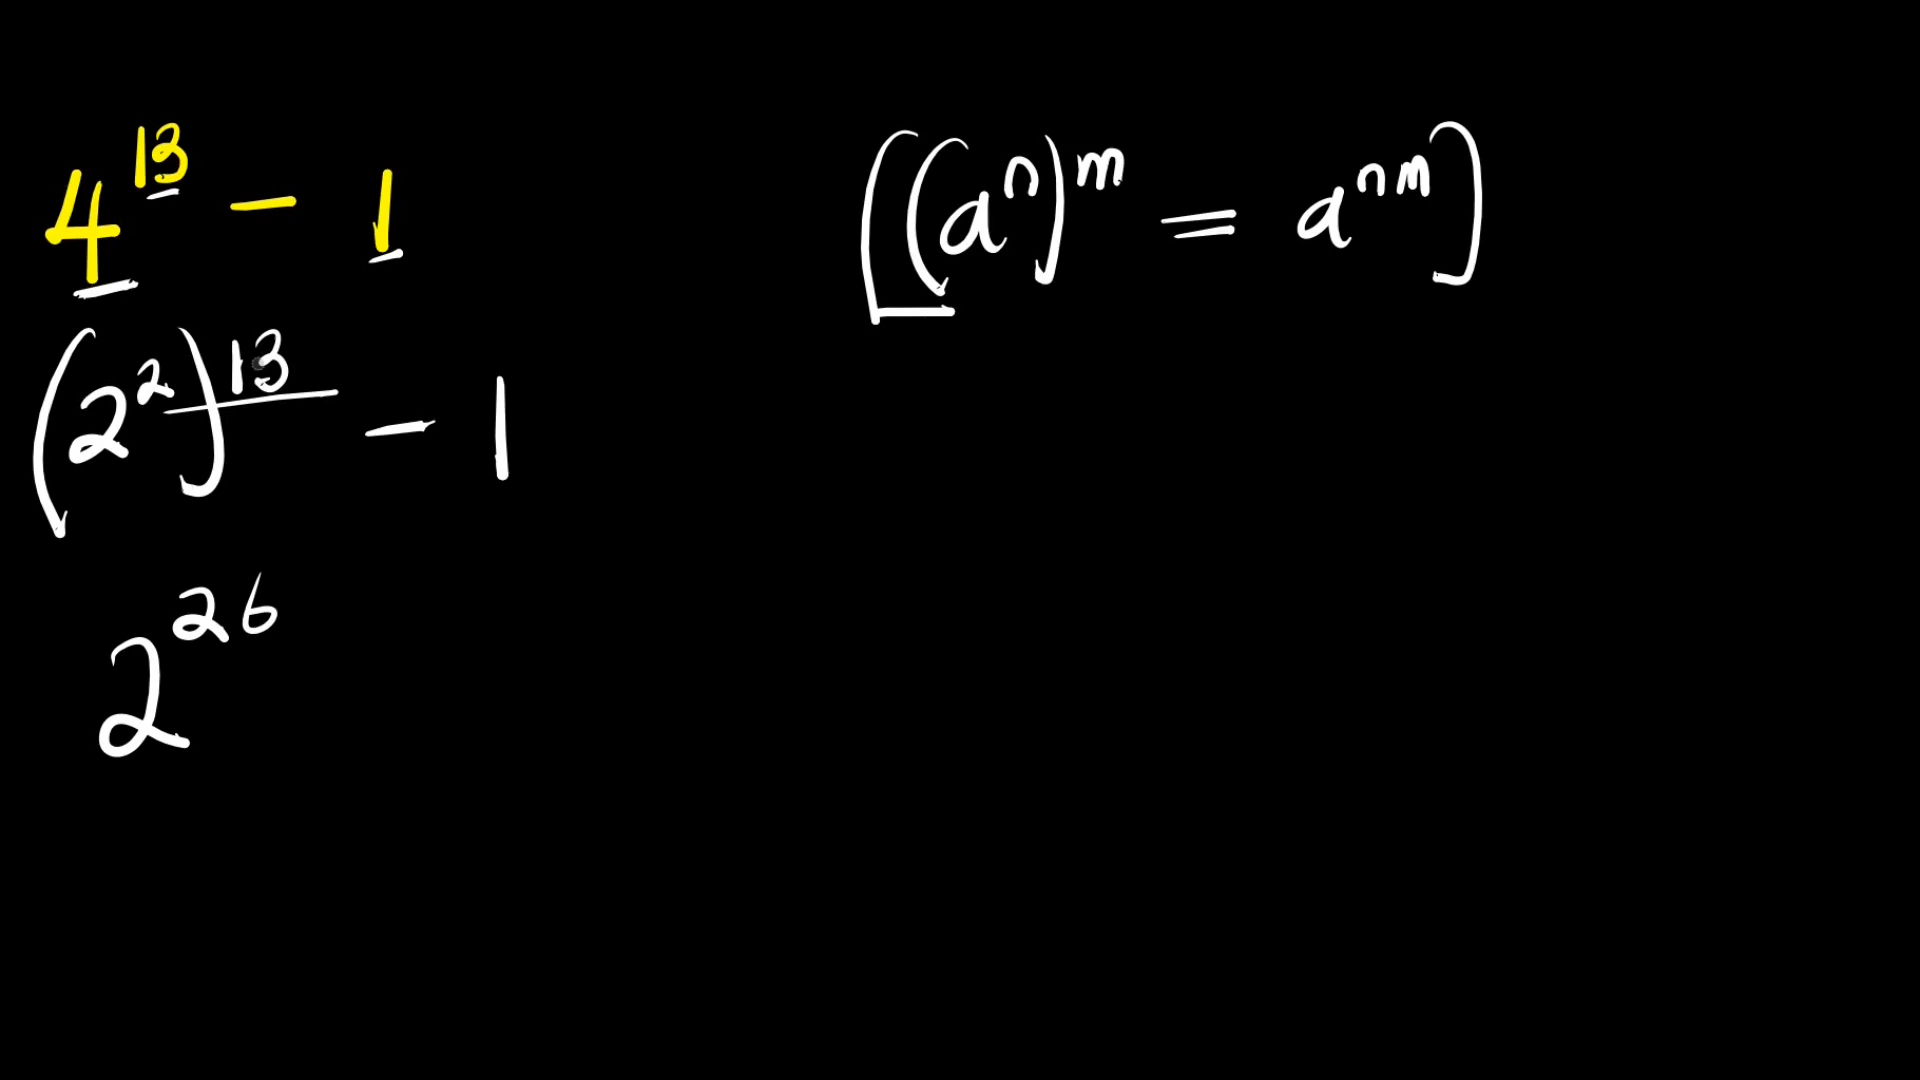 4^13 - 1
[(a^n)^m = a^nm]
(2^2)^13 - 1
2^26